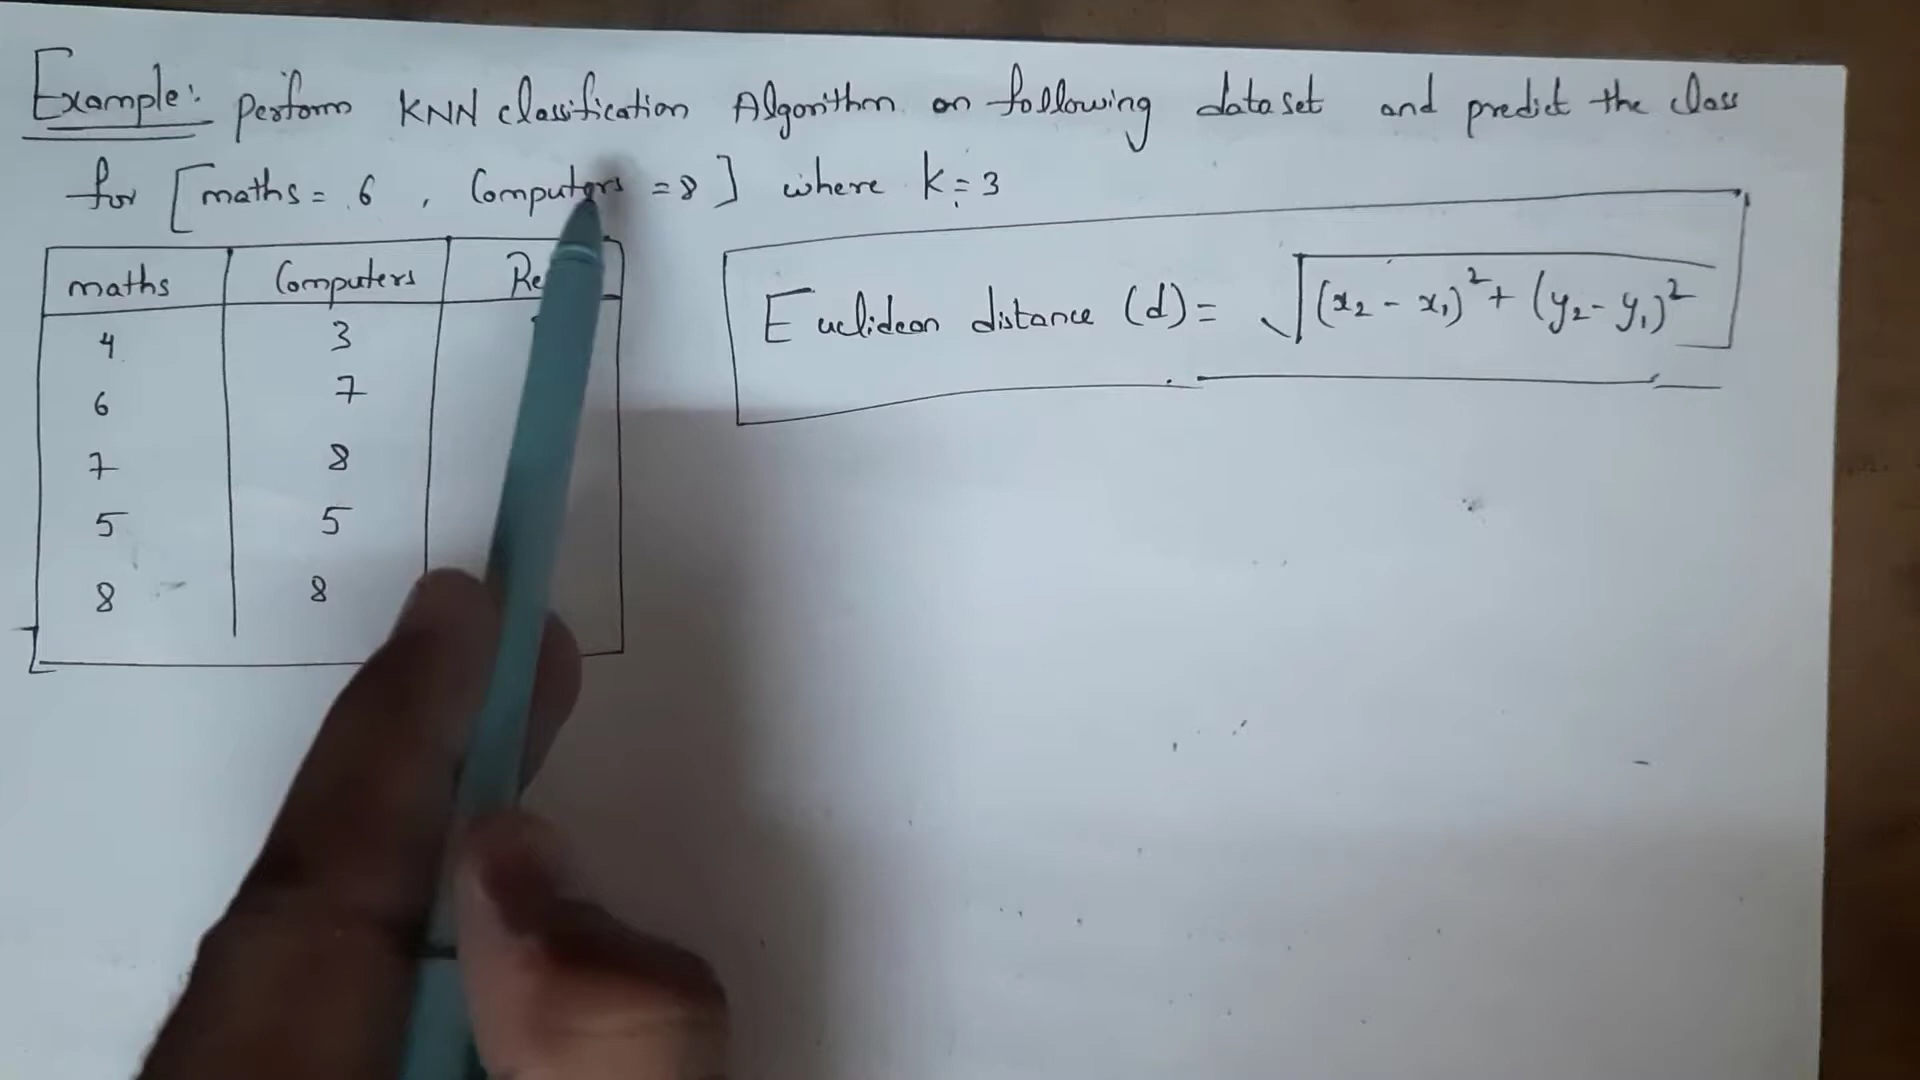 Example: perform KNN classification Algorithm on following dataset and predict the class
for [maths = 6 , Computers = 8] where k = 3
maths Computers Re
4 3
6 7
7 8
5 5
8 8
Euclidean distance (d) = √(x₂ - x₁)² + (y₂ - y₁)²